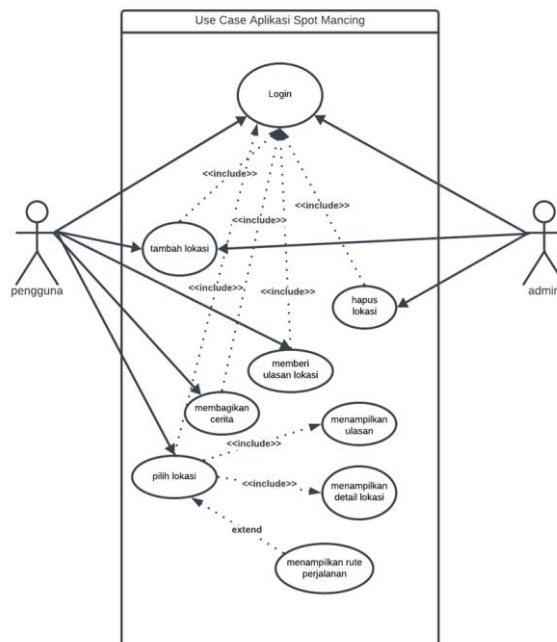 Use Case Aplikasi Spot Mancing
Login
<<include>>
<<include>>
tambah lokasi
pengguna
admin
<<include>>
<<include>>
hapus
lokasi
memberi
ulasan lokasi
membagikan
cerita
menampilkan
ulasan
<<include>>
pilih lokasi
<<include>>
menampilkan
detail lokasi
extend
menampilkan rute
perjalanan